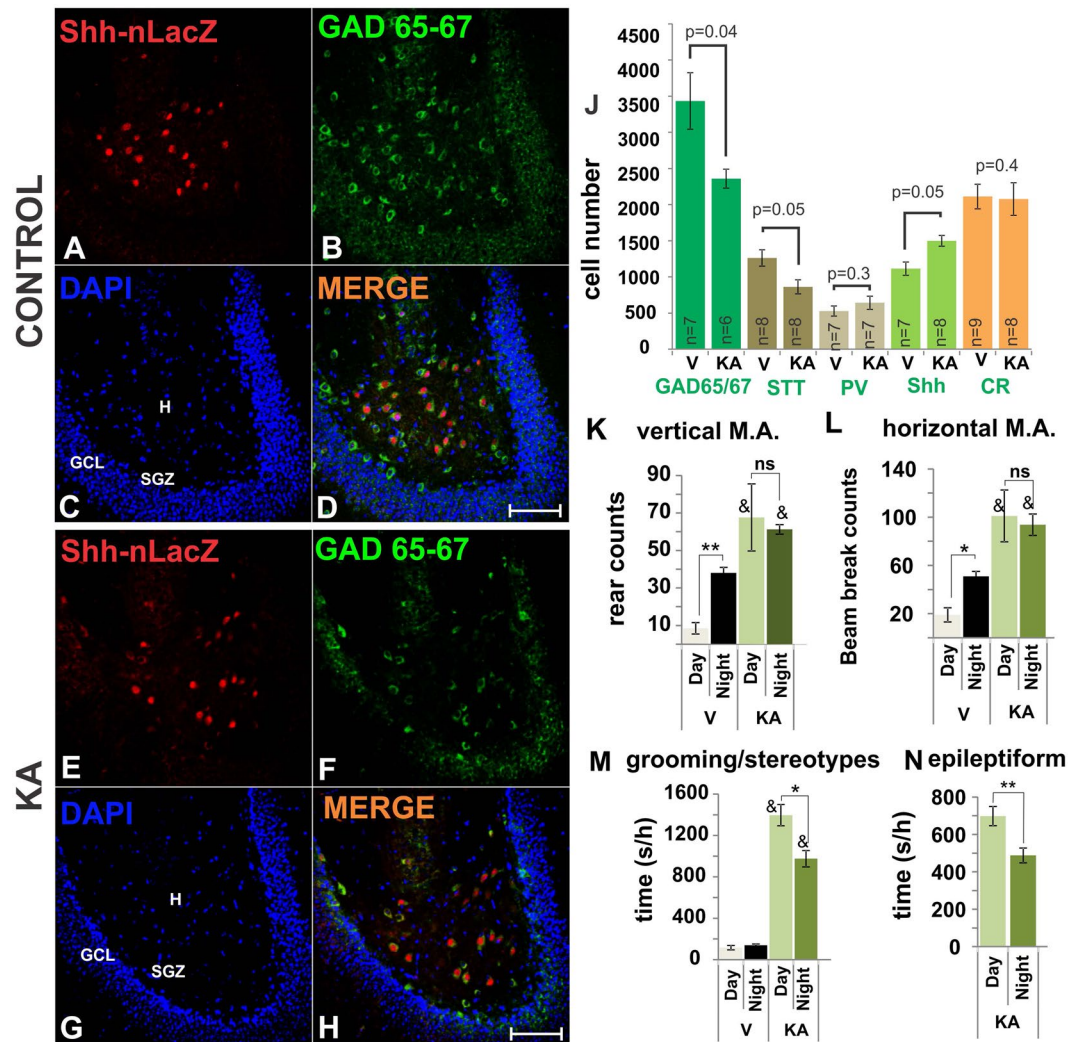 CONTROL
Shh-nLacZ
A
GAD 65-67
B
DAPI
H
GCL
SGZ
C
MERGE
D
KA
Shh-nLacZ
E
GAD 65-67
F
DAPI
H
GCL
SGZ
G
MERGE
H
J
cell number
4500
4000
3500
3000
2500
2000
1500
1000
500
0
p=0.04
p=0.05
p=0.3
p=0.05
p=0.4
n=7
n=6
n=8
n=8
n=7
n=7
n=7
n=8
n=9
n=8
V KA V KA V KA V KA V KA
GAD65/67 STT PV Shh CR
K vertical M.A.
rear counts
90
70
50
30
10
** & ns &
Day Night Day Night
V KA
L horizontal M.A.
Beam break counts
140
100
60
20
* & ns &
Day Night Day Night
V KA
M grooming/stereotypes
time (s/h)
1600
1200
800
400
0
& * &
Day Night Day Night
V KA
N epileptiform
time (s/h)
800
600
400
200
0
**
Day Night
KA